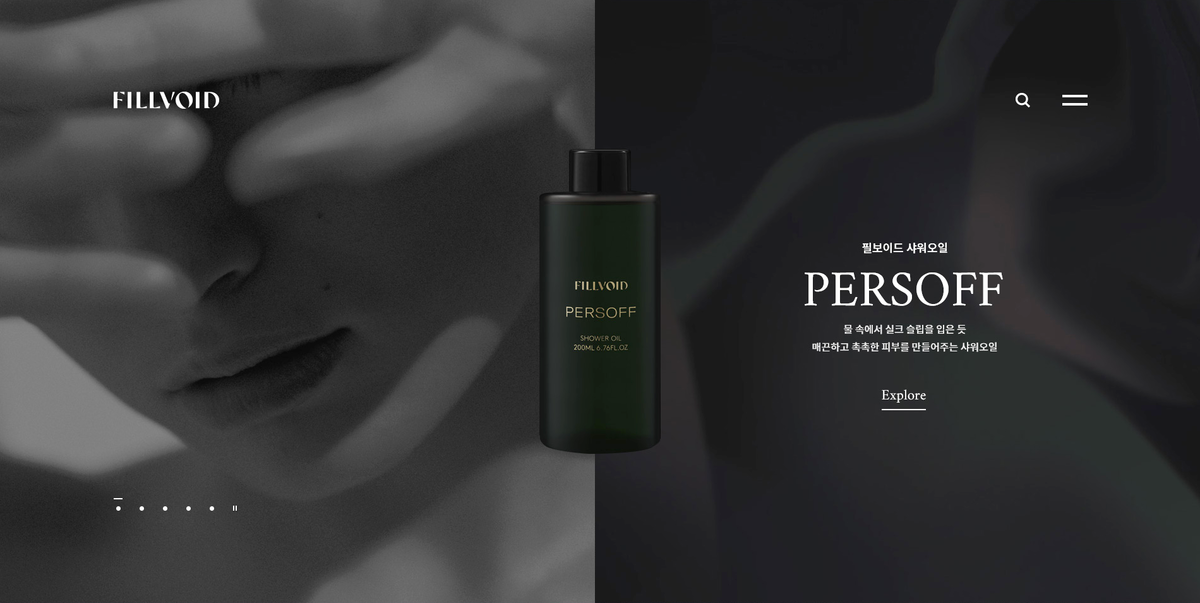 FILLVOID
FILLVOID
PERSOFF
SHOWER OIL
200ML 6.76FL.OZ
필보이드 샤워오일
PERSOFF
물 속에서 실크 슬립을 입은 듯
매끈하고 촉촉한 피부를 만들어주는 샤워오일
Explore